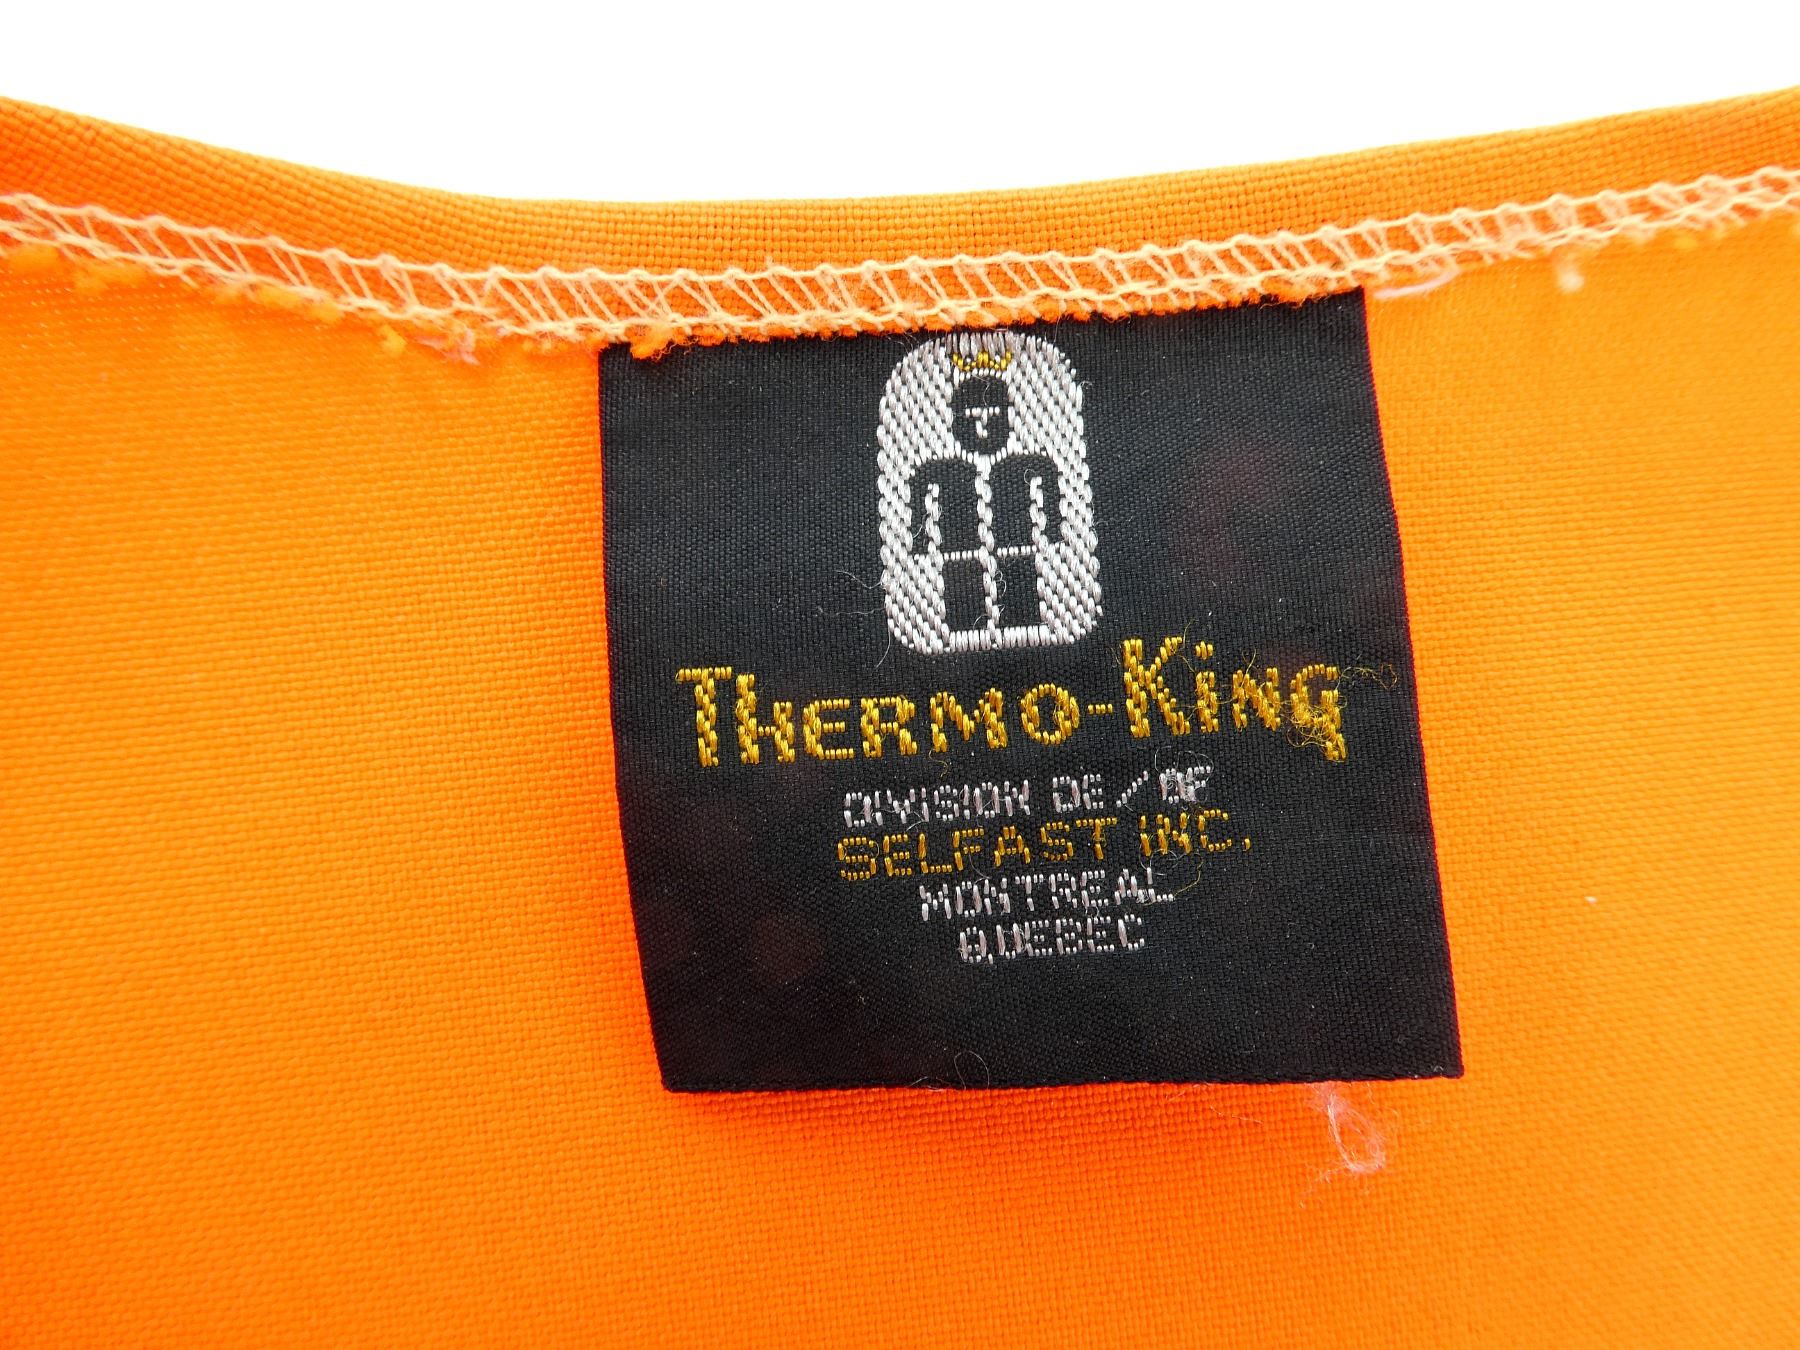 THERMO-KiNg
DIVISION DE / OF
SELFAST INC.
MONTREAL
QUEBEC